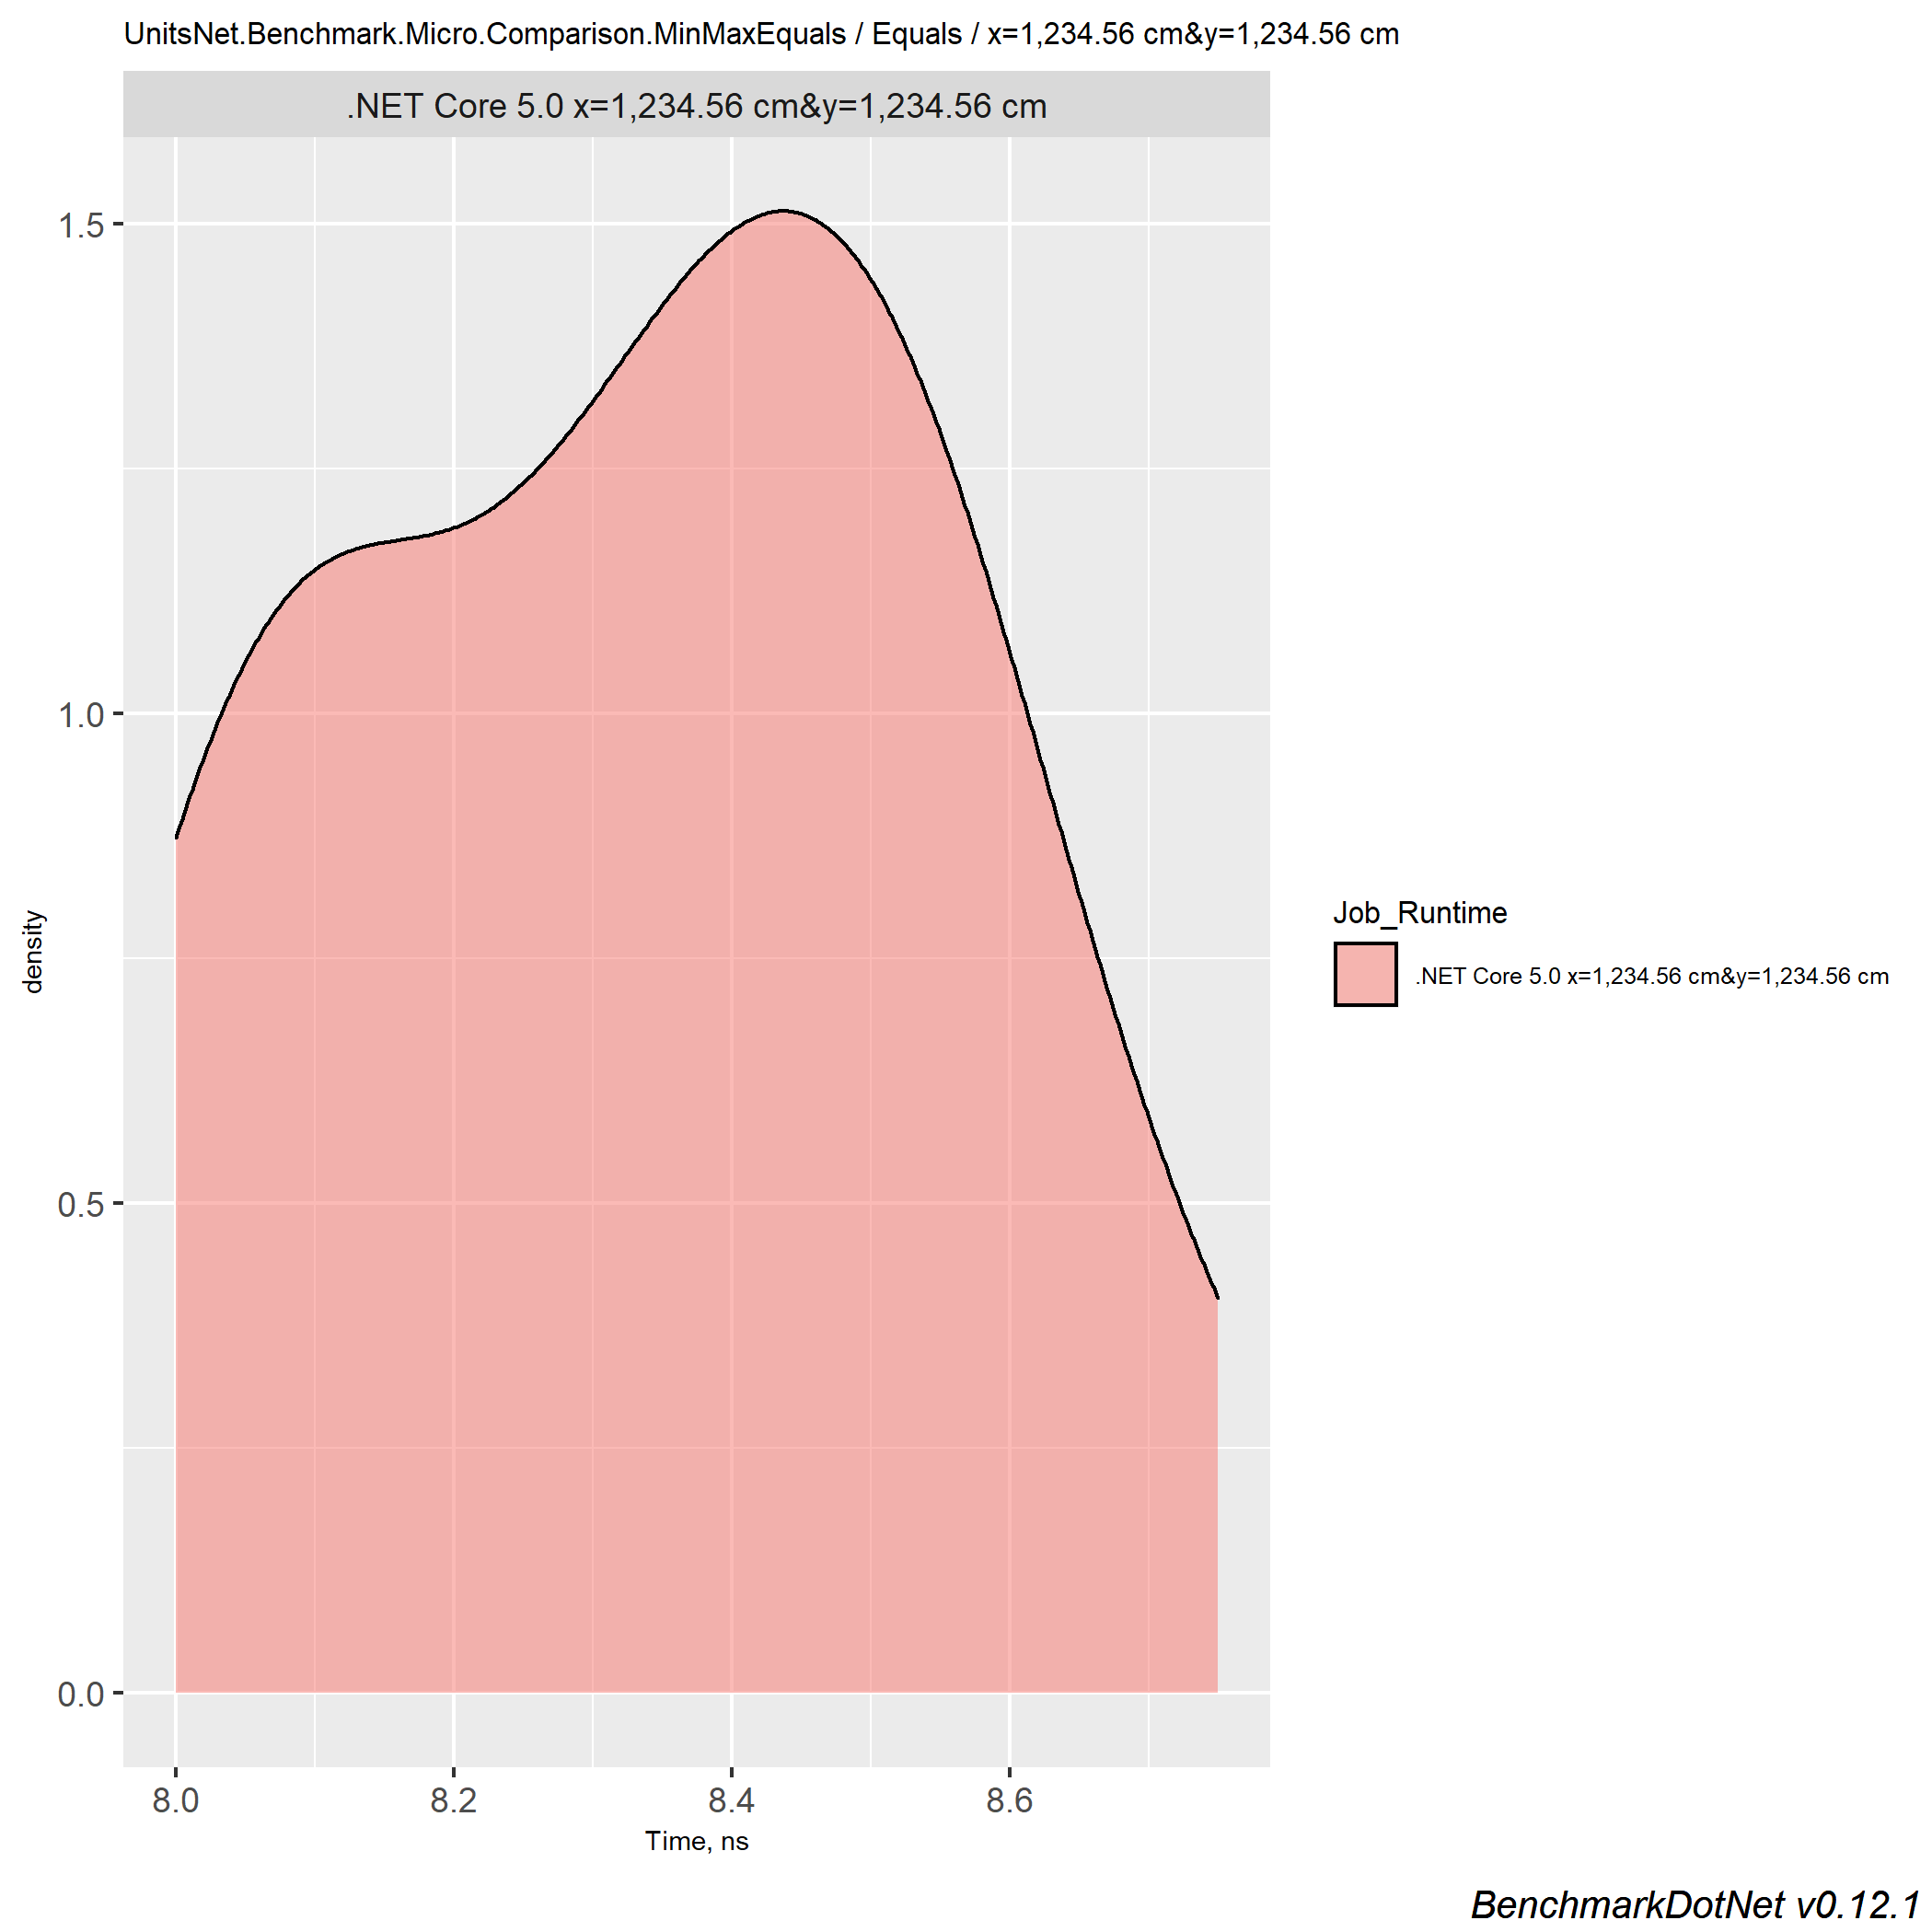 UnitsNet.Benchmark.Micro.Comparison.MinMaxEquals / Equals / x=1,234.56 cm&y=1,234.56 cm
.NET Core 5.0 x=1,234.56 cm&y=1,234.56 cm
1.5
1.0
0.5
0.0
density
8.0 8.2 8.4 8.6
Time, ns
Job_Runtime
.NET Core 5.0 x=1,234.56 cm&y=1,234.56 cm
BenchmarkDotNet v0.12.1